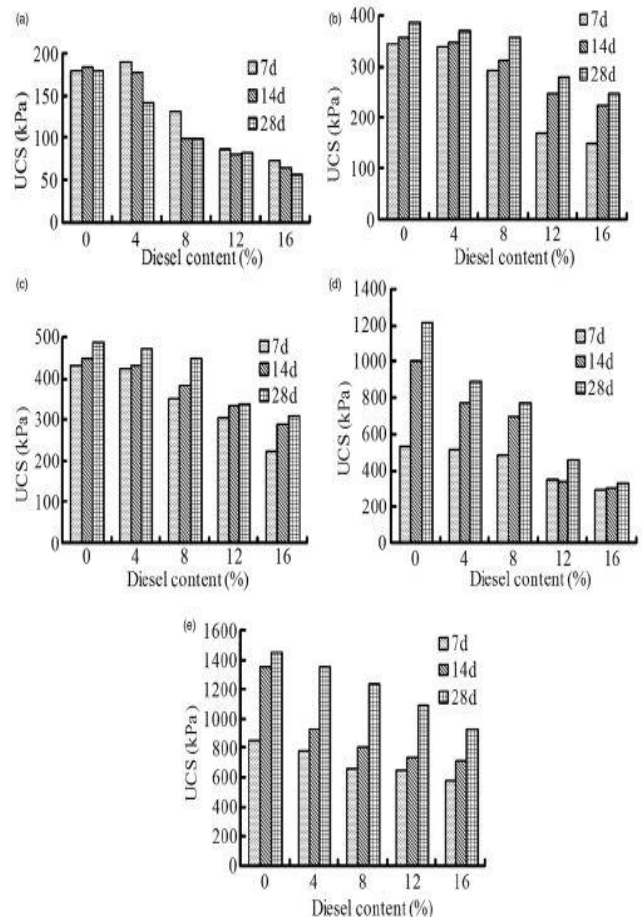 (a)
UCS (kPa)
200
150
100
50
0
7d
14d
28d
0 4 8 12 16
Diesel content (%)
(b)
UCS (kPa)
400
300
200
100
0
7d
14d
28d
0 4 8 12 16
Diesel content (%)
(c)
UCS (kPa)
500
400
300
200
100
0
7d
14d
28d
0 4 8 12 16
Diesel content (%)
(d)
UCS (kPa)
1400
1200
1000
800
600
400
200
0
7d
14d
28d
0 4 8 12 16
Diesel content (%)
(e)
UCS (kPa)
1600
1400
1200
1000
800
600
400
200
0
7d
14d
28d
0 4 8 12 16
Diesel content (%)